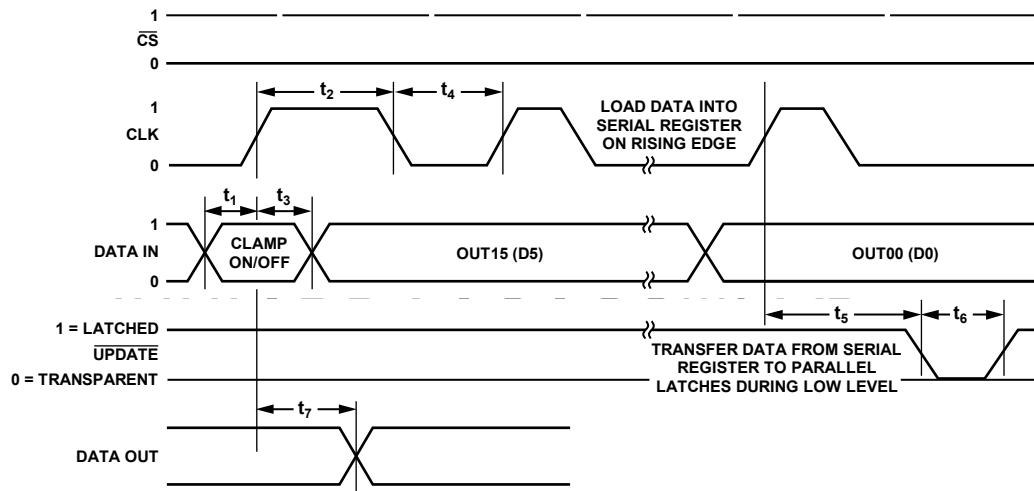 1
CS
0
t2
t4
1
CLK
0
LOAD DATA INTO
SERIAL REGISTER
ON RISING EDGE
t1
t3
1
DATA IN
0
CLAMP
ON/OFF
OUT15 (D5)
OUT00 (D0)
t5
t6
1 = LATCHED
UPDATE
0 = TRANSPARENT
TRANSFER DATA FROM SERIAL
REGISTER TO PARALLEL
LATCHES DURING LOW LEVEL
t7
DATA OUT